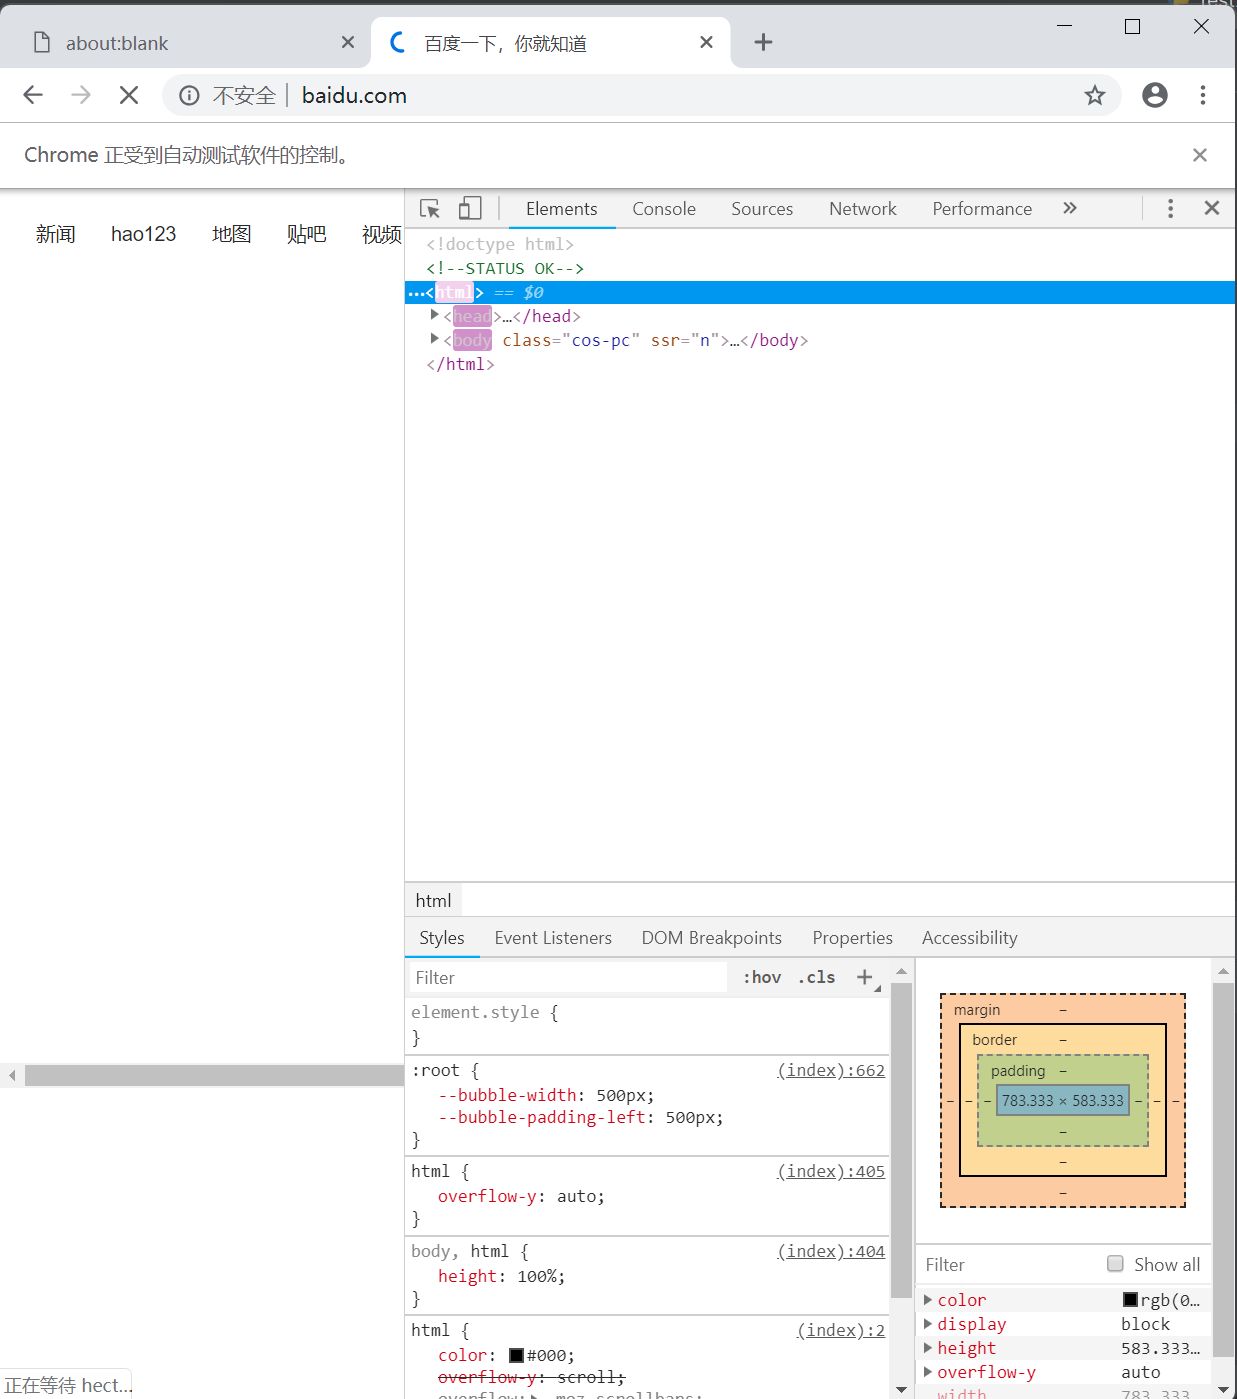 about:blank
百度一下，你就知道
不安全 baidu.com
Chrome 正受到自动测试软件的控制。
新闻 hao123 地图 贴吧 视频
Elements Console Sources Network Performance
<!doctype html>
<!--STATUS OK-->
…<html> == $0
<head>…</head>
<body class="cos-pc" ssr="n">…</body>
</html>
html
Styles Event Listeners DOM Breakpoints Properties Accessibility
Filter :hov .cls +
element.style {
}
:root { (index):662
--bubble-width: 500px;
--bubble-padding-left: 500px;
}
html { (index):405
overflow-y: auto;
}
body, html { (index):404
height: 100%;
}
html { (index):2
color: #000;
overflow-y: scroll;
overflow: -moz-scrollbars;
margin –
border –
padding –
– – – 783.333 × 583.333 – – –
–
–
–
Filter Show all
color rgb(0…
display block
height 583.333…
overflow-y auto
width 783.333
正在等待 hect...